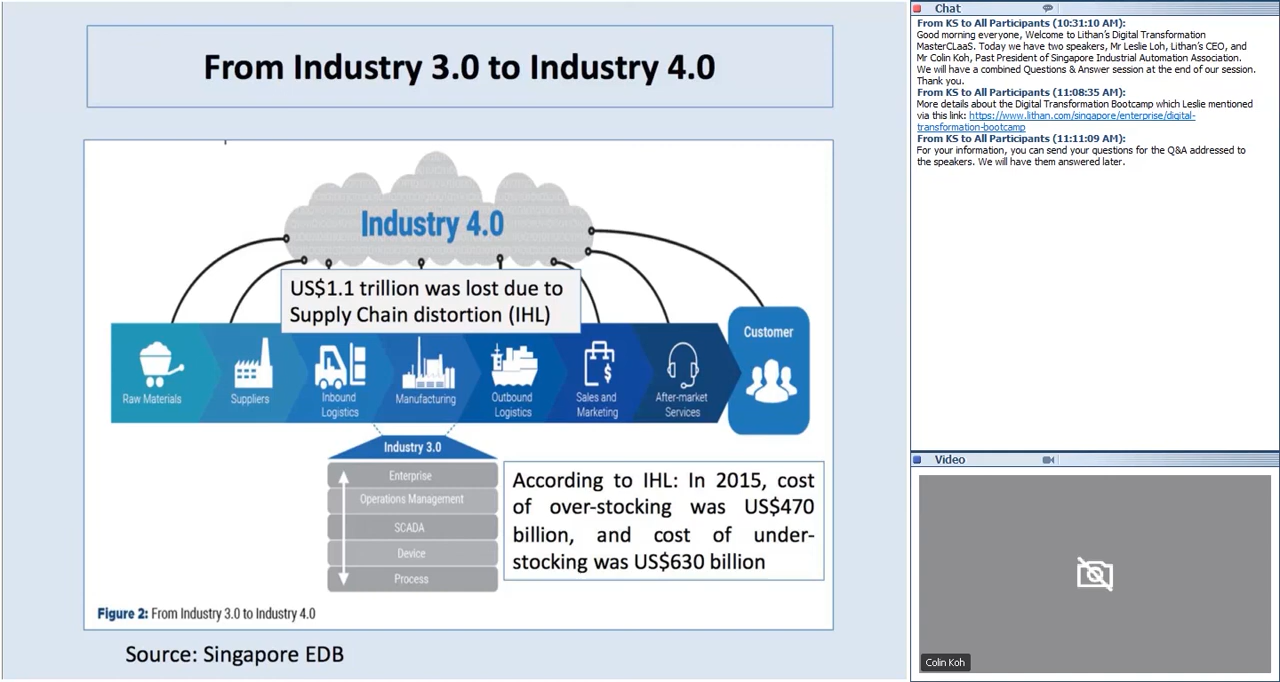 From Industry 3.0 to Industry 4.0
Industry 4.0
US$1.1 trillion was lost due to
Supply Chain distortion (IHL)
Raw Materials
Suppliers
Inbound
Logistics
Manufacturing
Outbound
Logistics
Sales and
Marketing
After-market
Services
Customer
Industry 3.0
Enterprise
Operations Management
SCADA
Device
Process
According to IHL: In 2015, cost
of over-stocking was US$470
billion, and cost of under-
stocking was US$630 billion
Figure 2: From Industry 3.0 to Industry 4.0
Source: Singapore EDB
Chat
From KS to All Participants (10:31:10 AM):
Good morning everyone, Welcome to Lithan's Digital Transformation
MasterCLaaS. Today we have two speakers, Mr Leslie Loh, Lithan's CEO, and
Mr Colin Koh, Past President of Singapore Industrial Automation Association.
We will have a combined Questions & Answer session at the end of our session.
Thank you.
From KS to All Participants (11:08:35 AM):
More details about the Digital Transformation Bootcamp which Leslie mentioned
via this link: https://www.lithan.com/singapore/enterprise/digital-
transformation-bootcamp
From KS to All Participants (11:11:09 AM):
For your information, you can send your questions for the Q&A addressed to
the speakers. We will have them answered later.
Video
Colin Koh